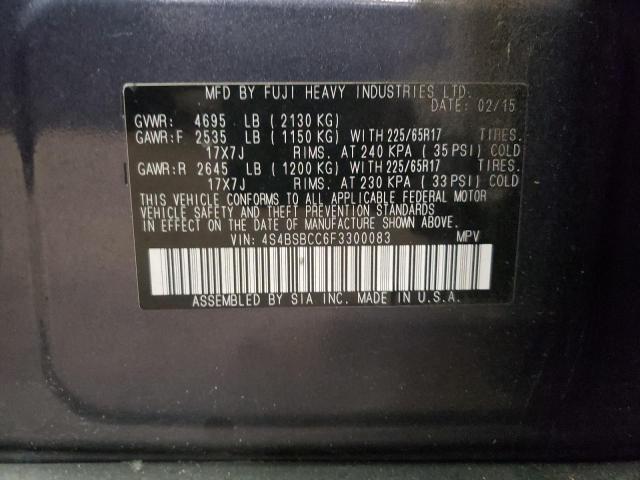 MFD BY FUJI HEAVY INDUSTRIES LTD.
DATE: 02/15
GVWR: 4695 LB ( 2130 KG)
GAWR:F 2535 LB ( 1150 KG) WITH 225/65R17 TIRES.
17X7J RIMS. AT 240 KPA ( 35 PSI) COLD
GAWR:R 2645 LB ( 1200 KG) WITH 225/65R17 TIRES.
17X7J RIMS. AT 230 KPA ( 33 PSI) COLD
THIS VEHICLE CONFORMS TO ALL APPLICABLE FEDERAL MOTOR
VEHICLE SAFETY AND THEFT PREVENTION STANDARDS
IN EFFECT ON THE DATE OF MANUFACTURE SHOWN ABOVE.
VIN: 4S4BSBCC6F3300083 MPV
ASSEMBLED BY SIA INC. MADE IN U.S.A.